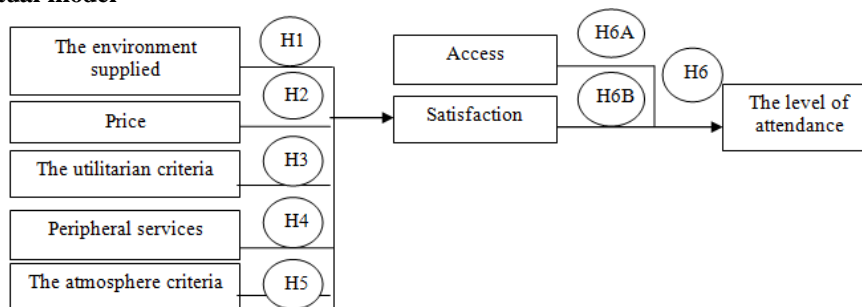 The environment
supplied
H1
Price
H2
The utilitarian criteria
H3
Peripheral services
H4
The atmosphere criteria
H5
Access
H6A
Satisfaction
H6B
H6
The level of
attendance